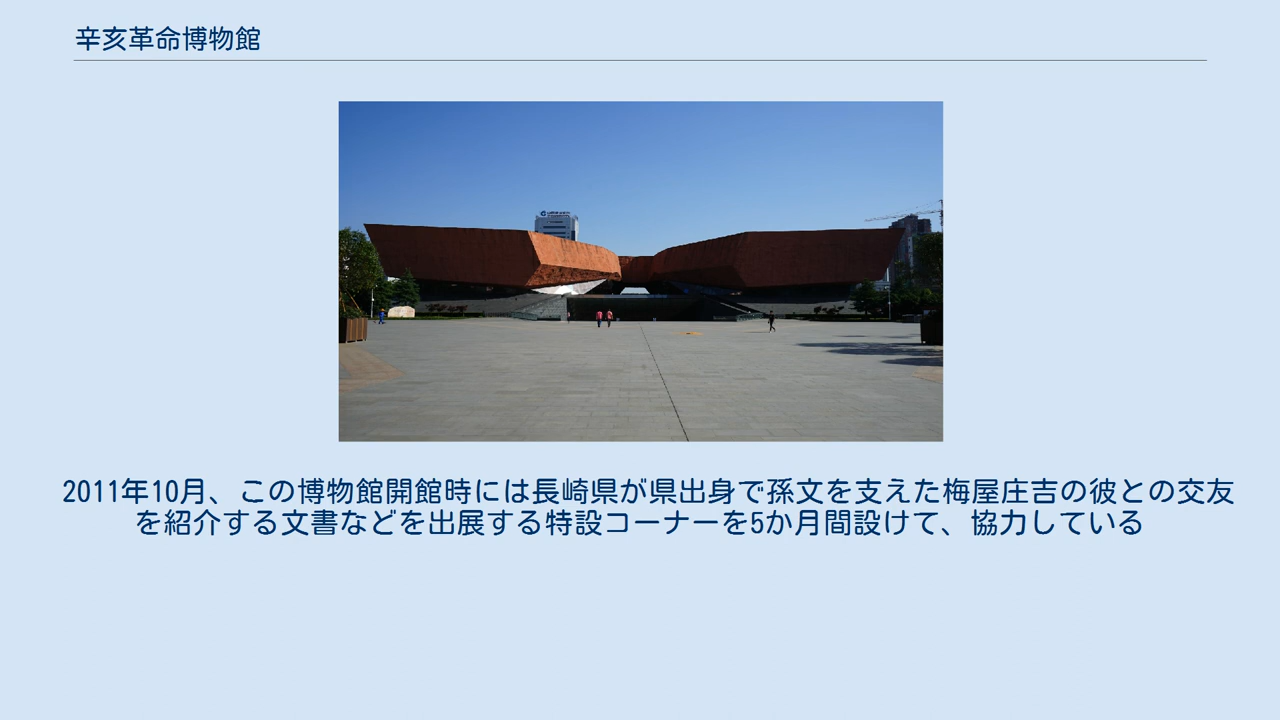 辛亥革命博物館
2011年10月、この博物館開館時には長崎県が県出身で孫文を支えた梅屋庄吉の彼との交友
を紹介する文書などを出展する特設コーナーを5か月間設けて、協力している